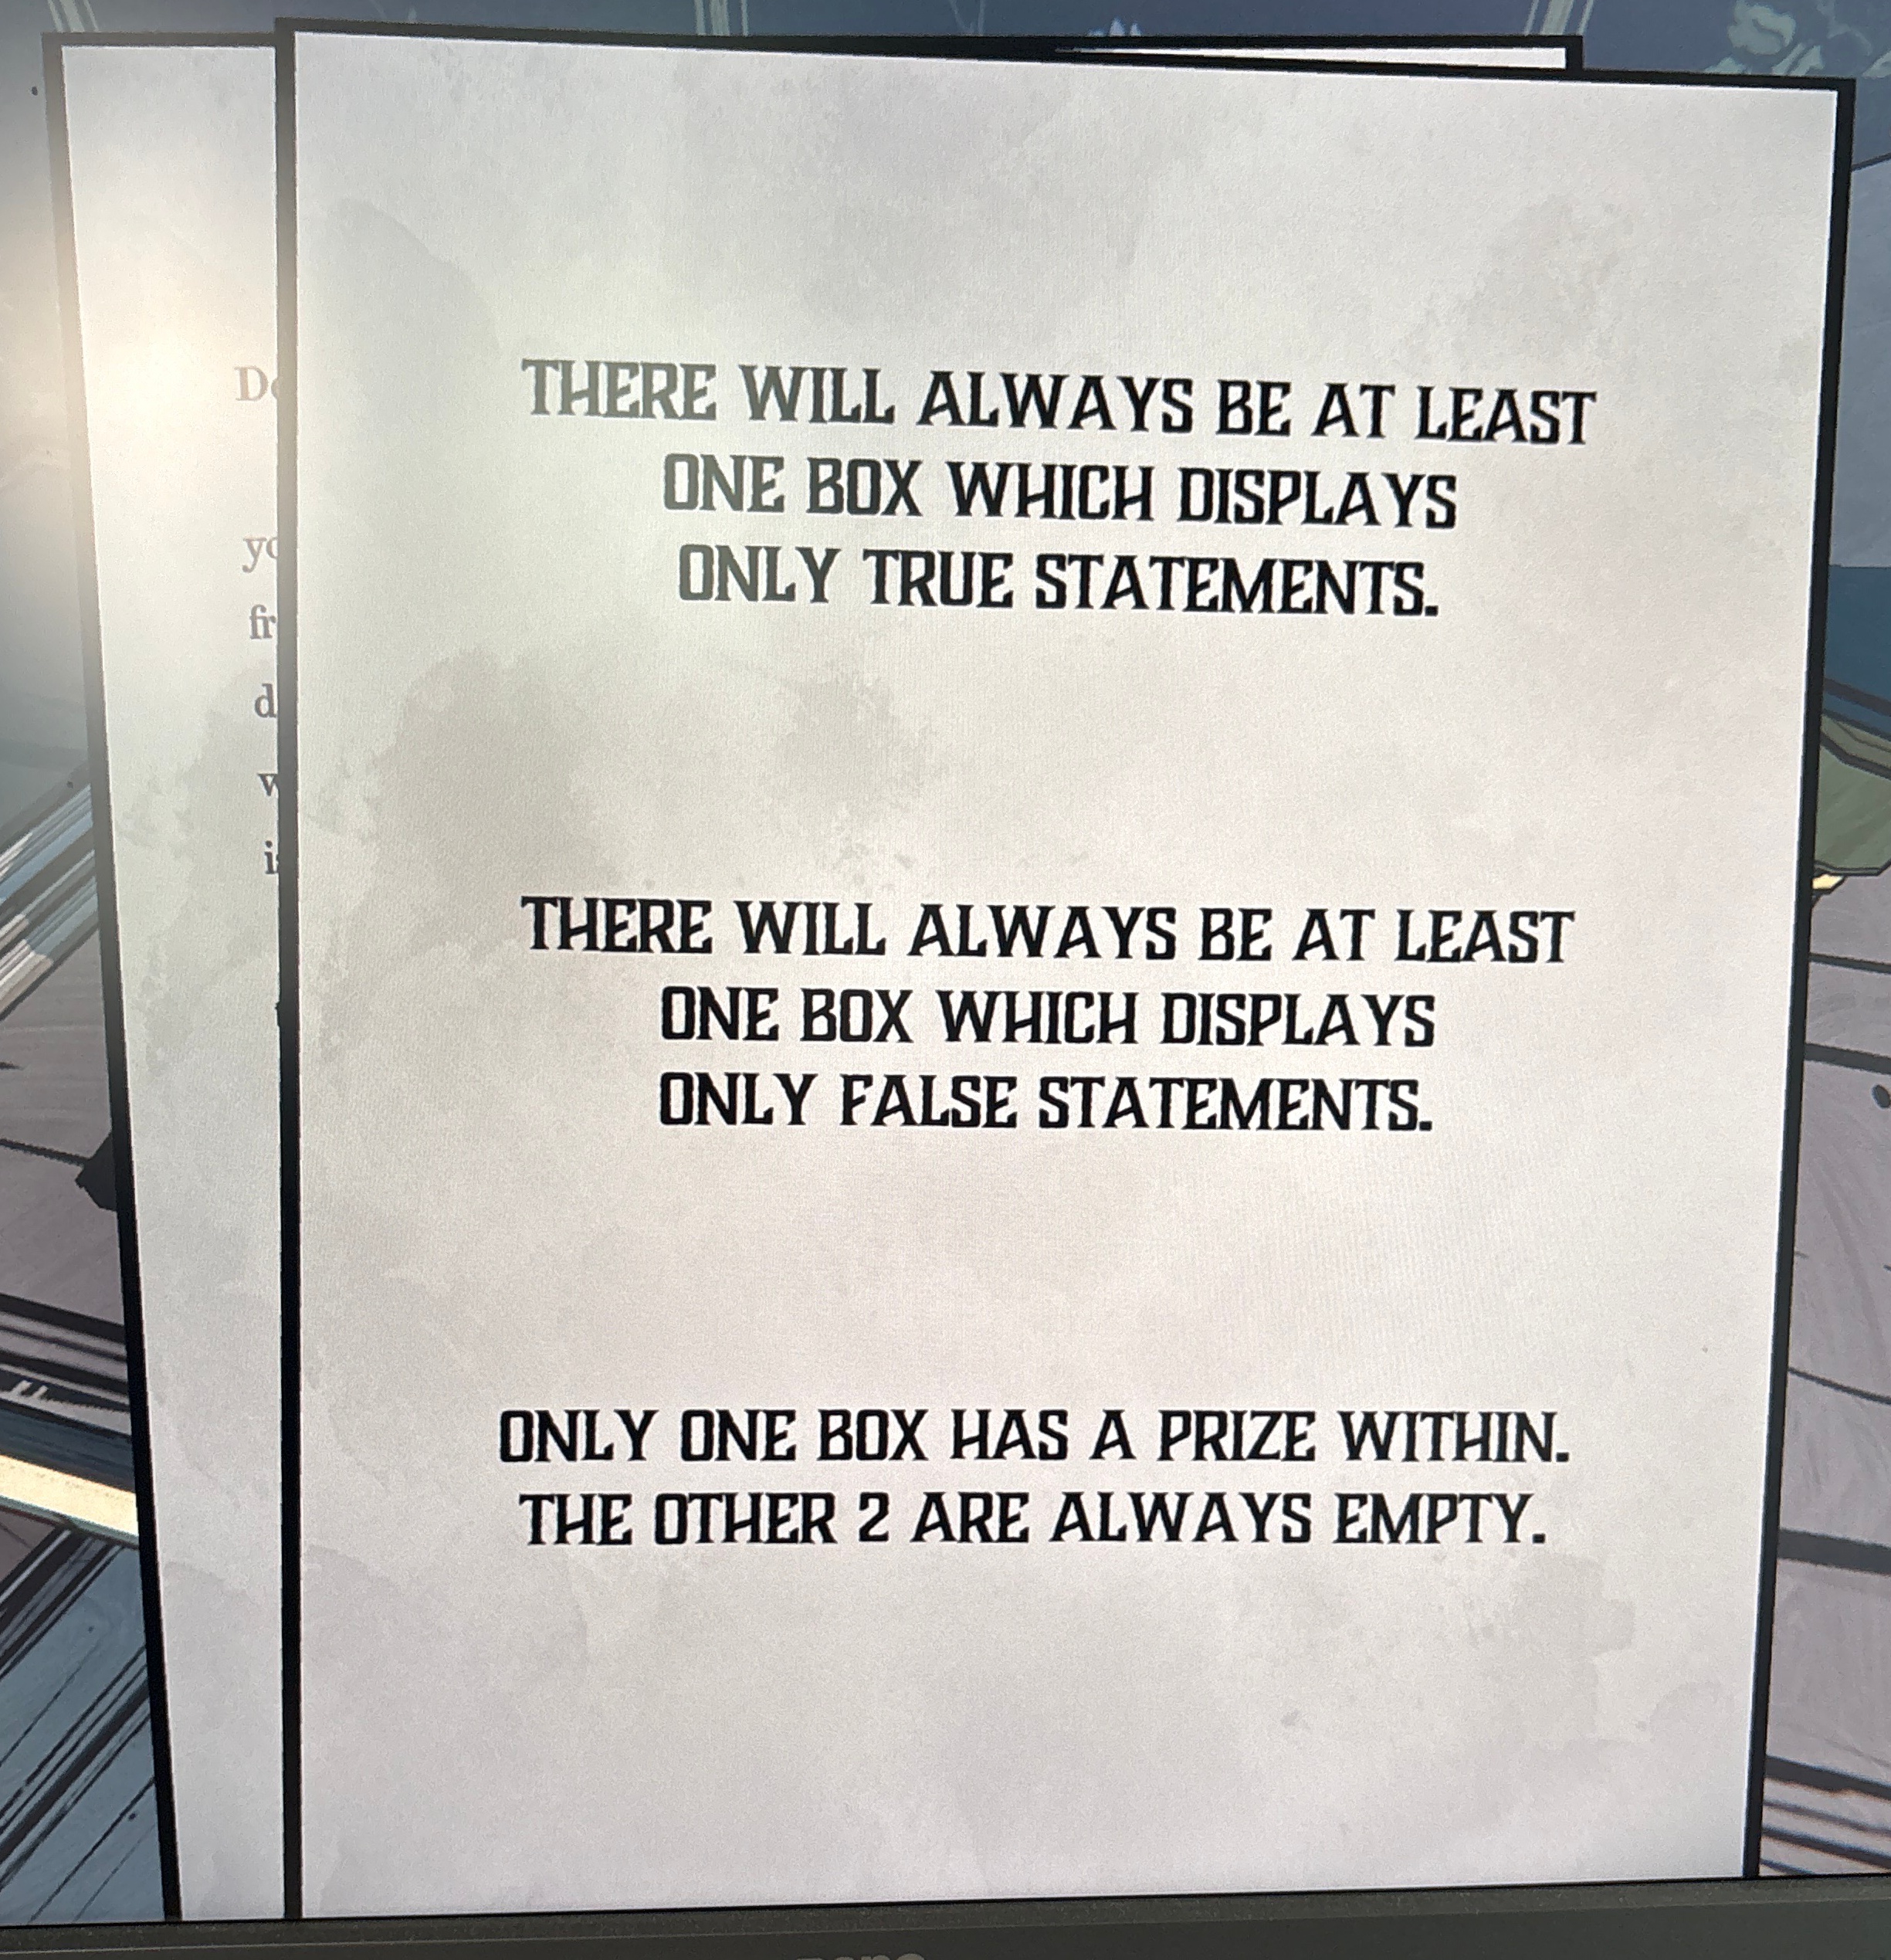 THERE WILL ALWAYS BE AT LEAST
ONE BOX WHICH DISPLAYS
ONLY TRUE STATEMENTS.
THERE WILL ALWAYS BE AT LEAST
ONE BOX WHICH DISPLAYS
ONLY FALSE STATEMENTS.
ONLY ONE BOX HAS A PRIZE WITHIN.
THE OTHER 2 ARE ALWAYS EMPTY.